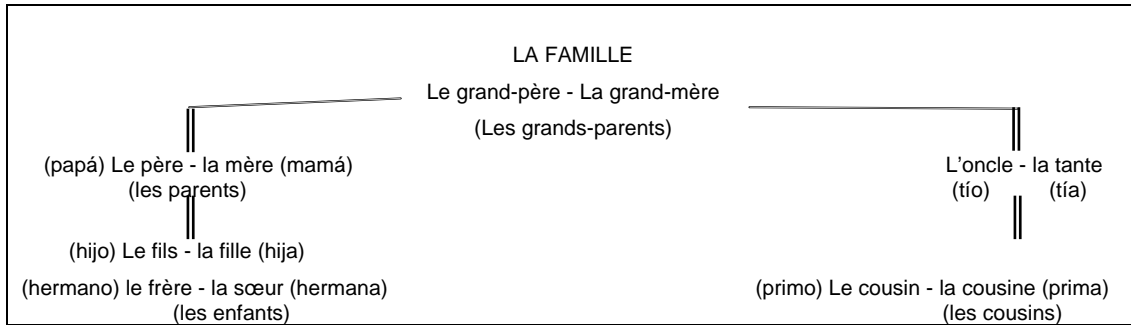 LA FAMILLE
Le grand-père - La grand-mère
(Les grands-parents)
(papá) Le père - la mère (mamá)
(les parents)
L'oncle - la tante
(tío) (tía)
(hijo) Le fils - la fille (hija)
(hermano) le frère - la sœur (hermana)
(les enfants)
(primo) Le cousin - la cousine (prima)
(les cousins)